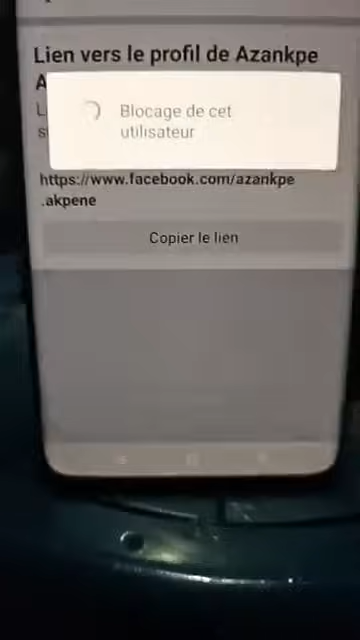 Lien vers le profil de Azankpe
A
L
s
Blocage de cet
utilisateur
https://www.facebook.com/azankpe
.akpene
Copier le lien